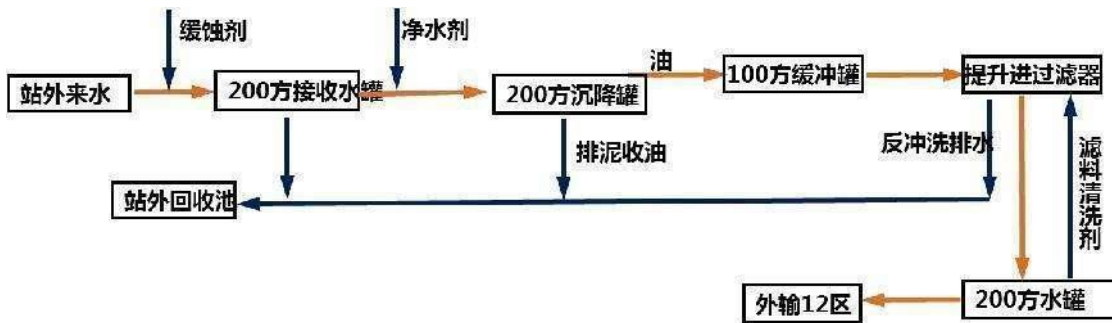 缓蚀剂
净水剂
油
站外来水
200方接收水罐
200方沉降罐
100方缓冲罐
提升进过滤器
排泥收油
反冲洗排水
滤料清洗剂
站外回收池
外输12区
200方水罐